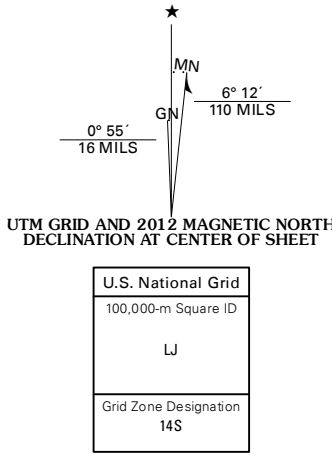 ★
MN
GN
6° 12´
110 MILS
0° 55´
16 MILS
UTM GRID AND 2012 MAGNETIC NORTH
DECLINATION AT CENTER OF SHEET
U.S. National Grid
100,000-m Square ID
LJ
Grid Zone Designation
14S